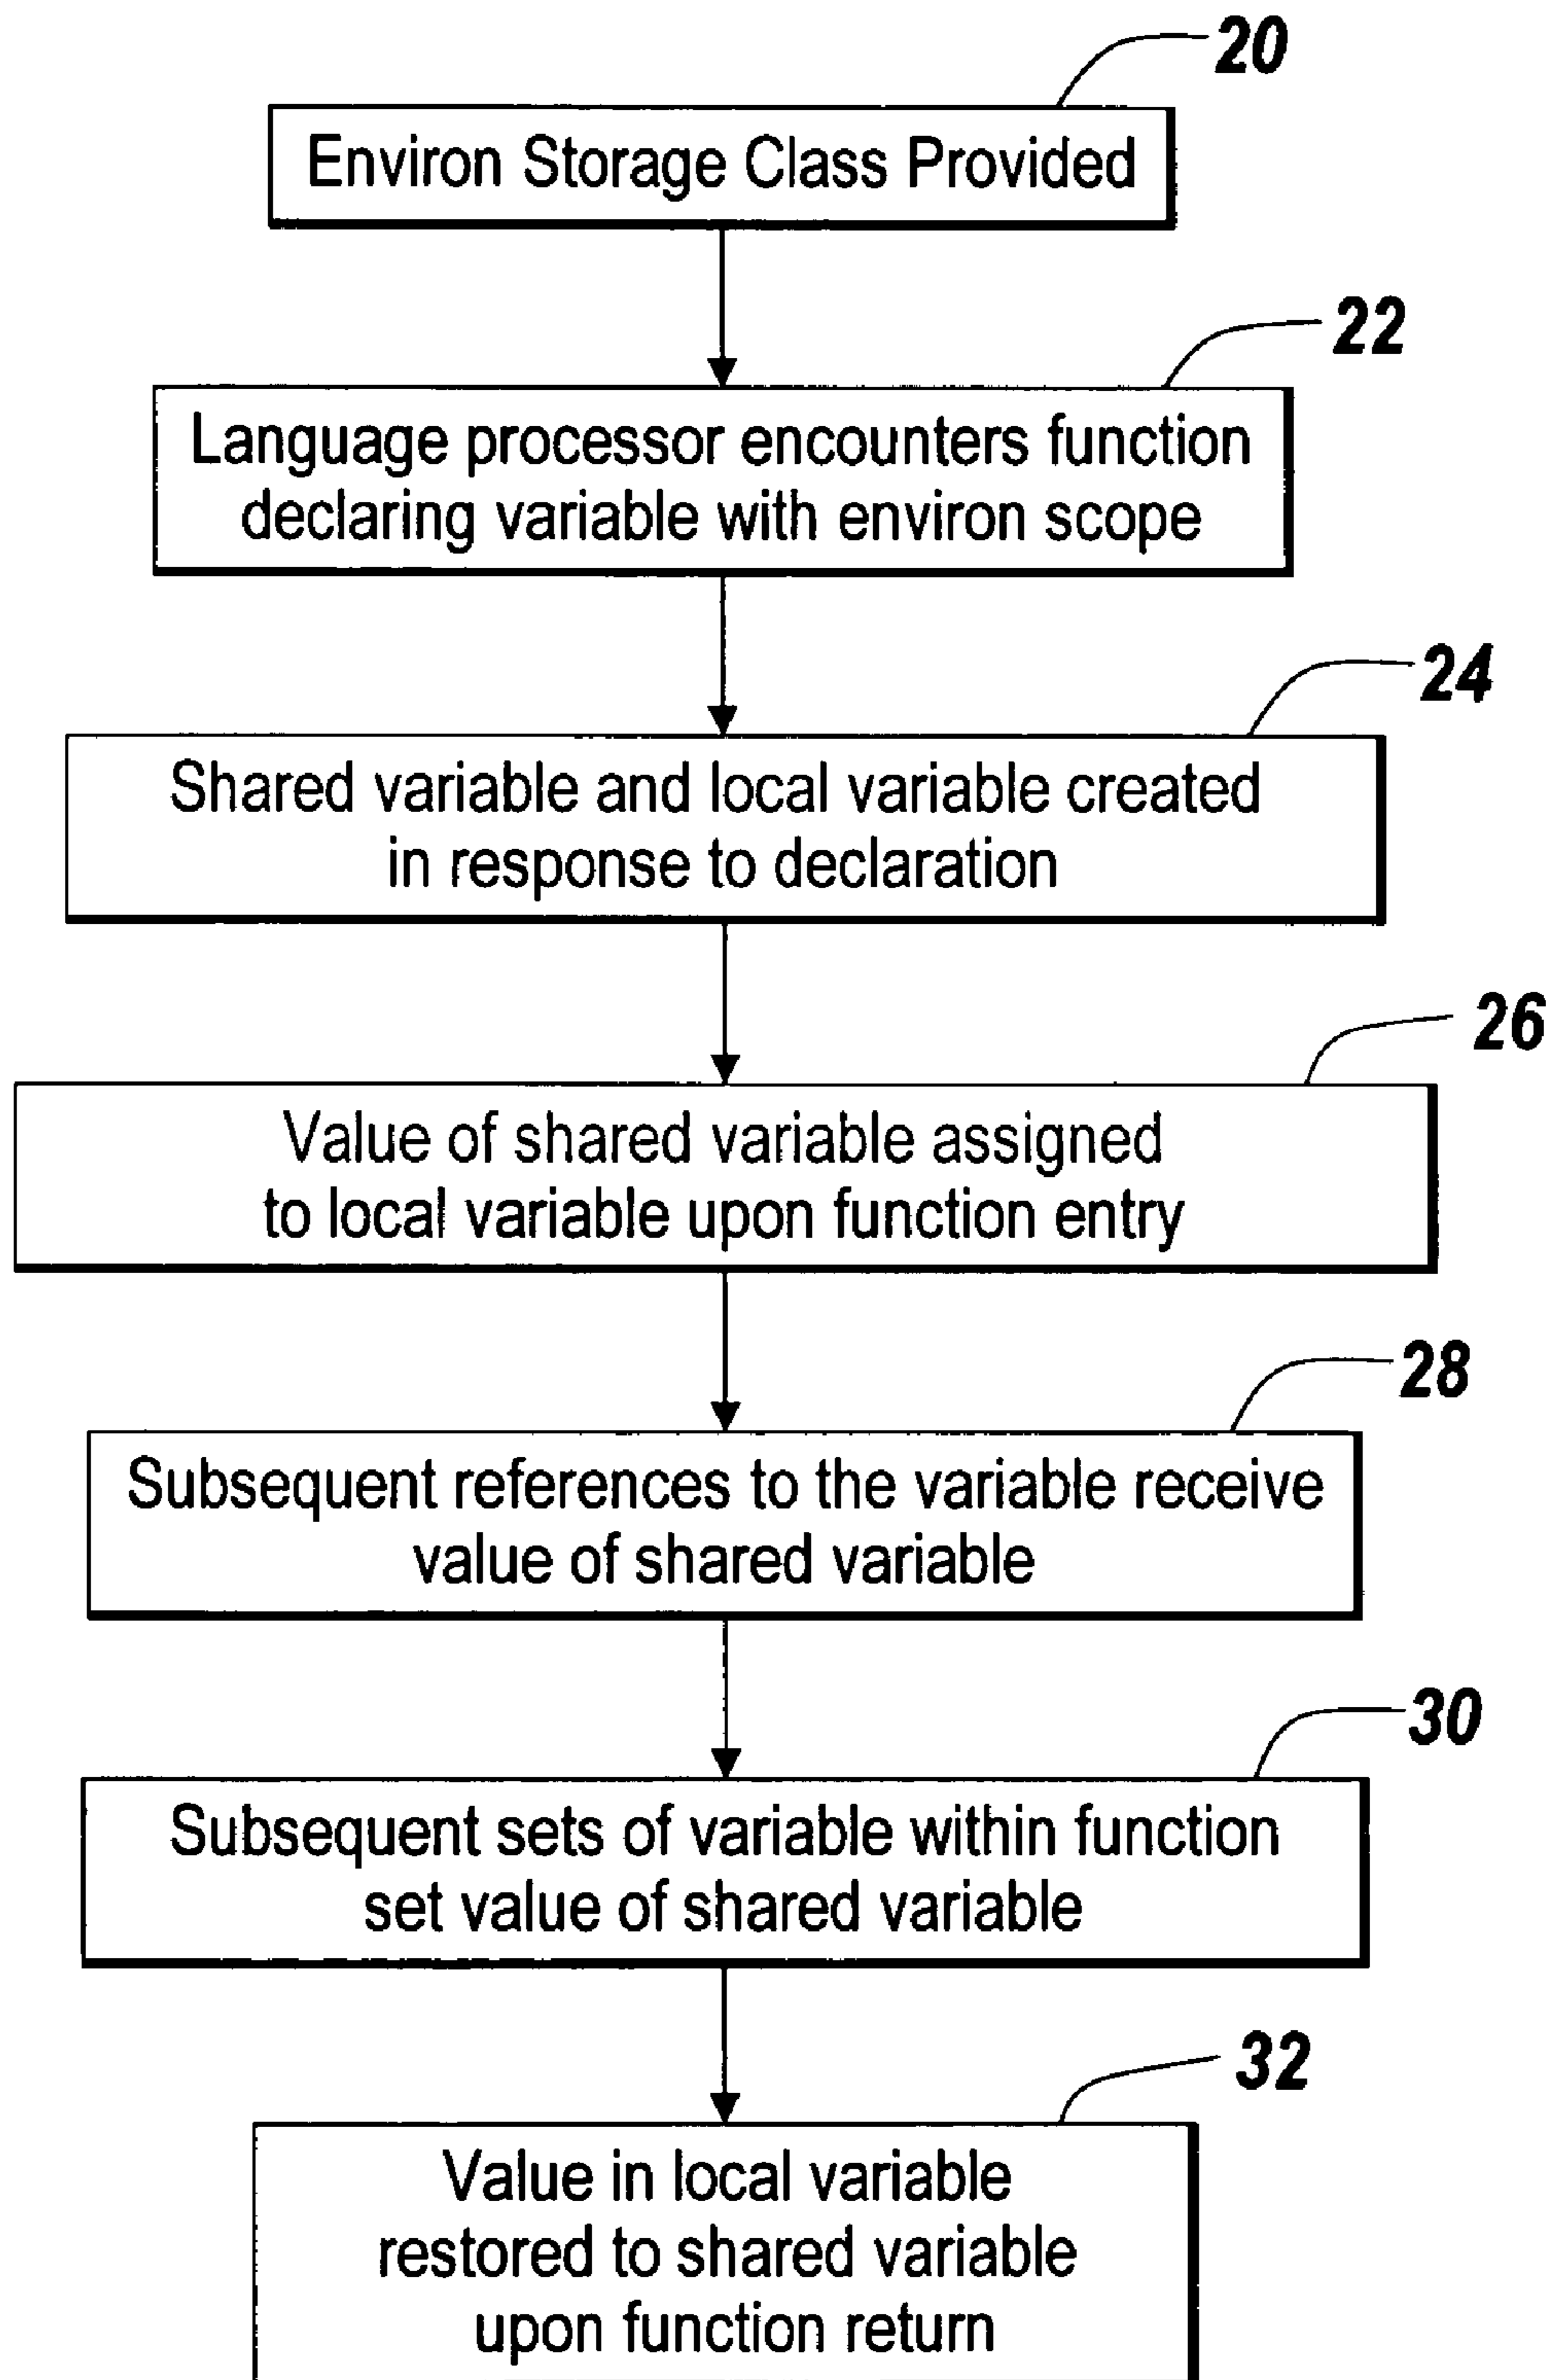 20
Environ Storage Class Provided
22
Language processor encounters function
declaring variable with environ scope
24
Shared variable and local variable created
in response to declaration
26
Value of shared variable assigned
to local variable upon function entry
28
Subsequent references to the variable receive
value of shared variable
30
Subsequent sets of variable within function
set value of shared variable
32
Value in local variable
restored to shared variable
upon function return